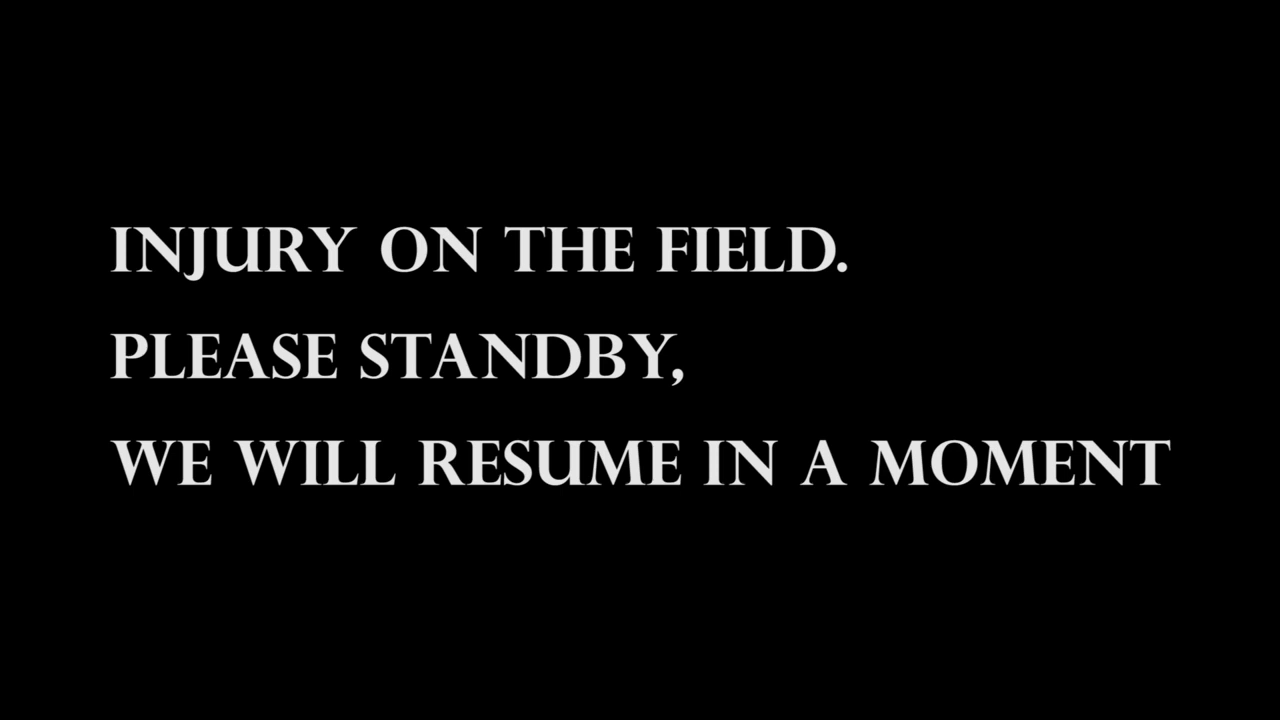 INJURY ON THE FIELD.
PLEASE STANDBY,
WE WILL RESUME IN A MOMENT